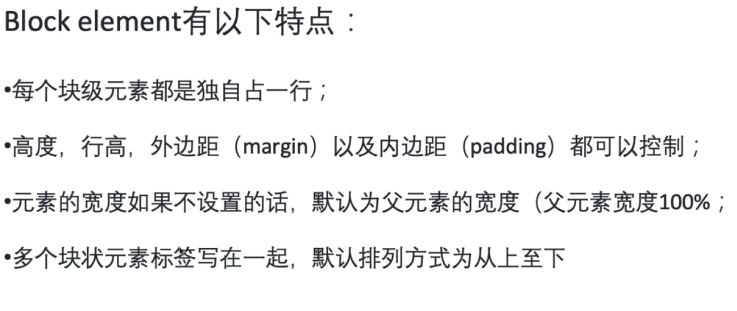 Block element有以下特点：
•每个块级元素都是独自占一行；
•高度，行高，外边距（margin）以及内边距（padding）都可以控制；
•元素的宽度如果不设置的话，默认为父元素的宽度（父元素宽度100%；
•多个块状元素标签写在一起，默认排列方式为从上至下